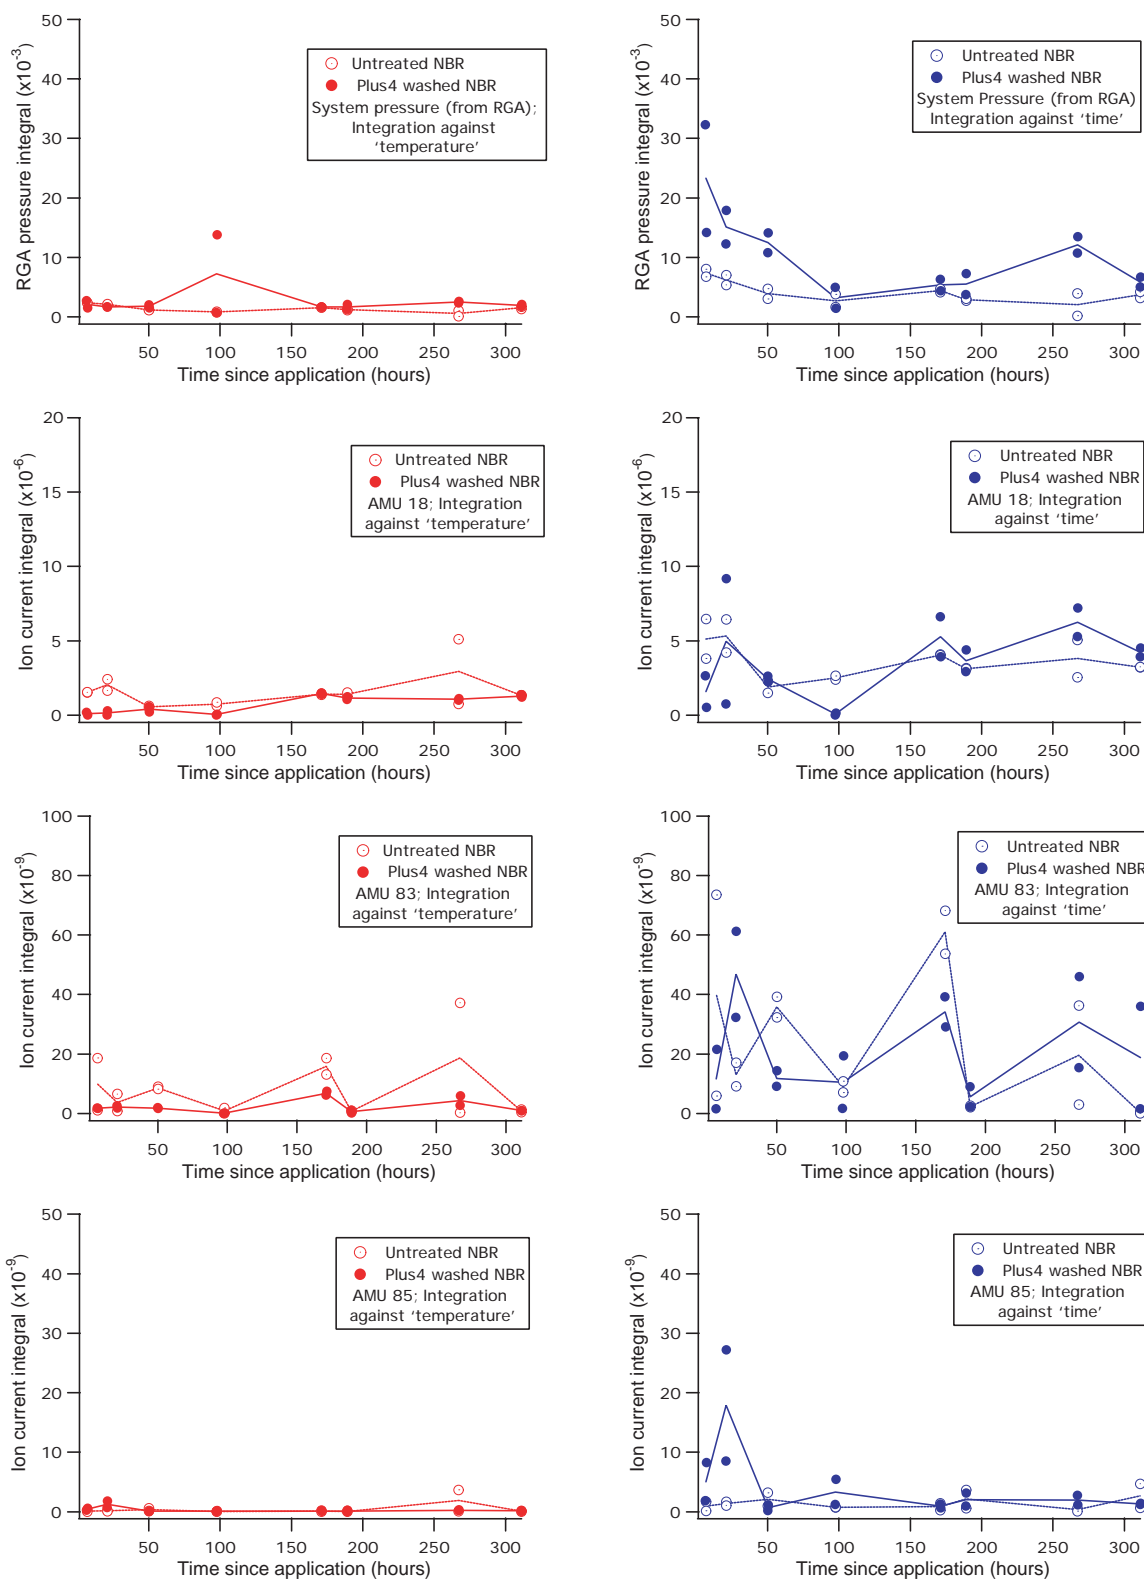 50
40
30
20
10
0
RGA pressure integral (x10⁻³)
Untreated NBR
Plus4 washed NBR
System pressure (from RGA);
Integration against
‘temperature’
50 100 150 200 250 300
Time since application (hours)
50
40
30
20
10
0
RGA pressure integral (x10⁻³)
Untreated NBR
Plus4 washed NBR
System Pressure (from RGA)
Integration against ‘time’
50 100 150 200 250 300
Time since application (hours)
20
15
10
5
0
Ion current integral (x10⁻⁶)
Untreated NBR
Plus4 washed NBR
AMU 18; Integration
against ‘temperature’
50 100 150 200 250 300
Time since application (hours)
20
15
10
5
0
Ion current integral (x10⁻⁶)
Untreated NBR
Plus4 washed NBR
AMU 18; Integration
against ‘time’
50 100 150 200 250 300
Time since application (hours)
100
80
60
40
20
0
Ion current integral (x10⁻⁹)
Untreated NBR
Plus4 washed NBR
AMU 83; Integration
against ‘temperature’
50 100 150 200 250 300
Time since application (hours)
100
80
60
40
20
0
Ion current integral (x10⁻⁹)
Untreated NBR
Plus4 washed NBR
AMU 83; Integration
against ‘time’
50 100 150 200 250 300
Time since application (hours)
50
40
30
20
10
0
Ion current integral (x10⁻⁹)
Untreated NBR
Plus4 washed NBR
AMU 85; Integration
against ‘temperature’
50 100 150 200 250 300
Time since application (hours)
50
40
30
20
10
0
Ion current integral (x10⁻⁹)
Untreated NBR
Plus4 washed NBR
AMU 85; Integration
against ‘time’
50 100 150 200 250 300
Time since application (hours)